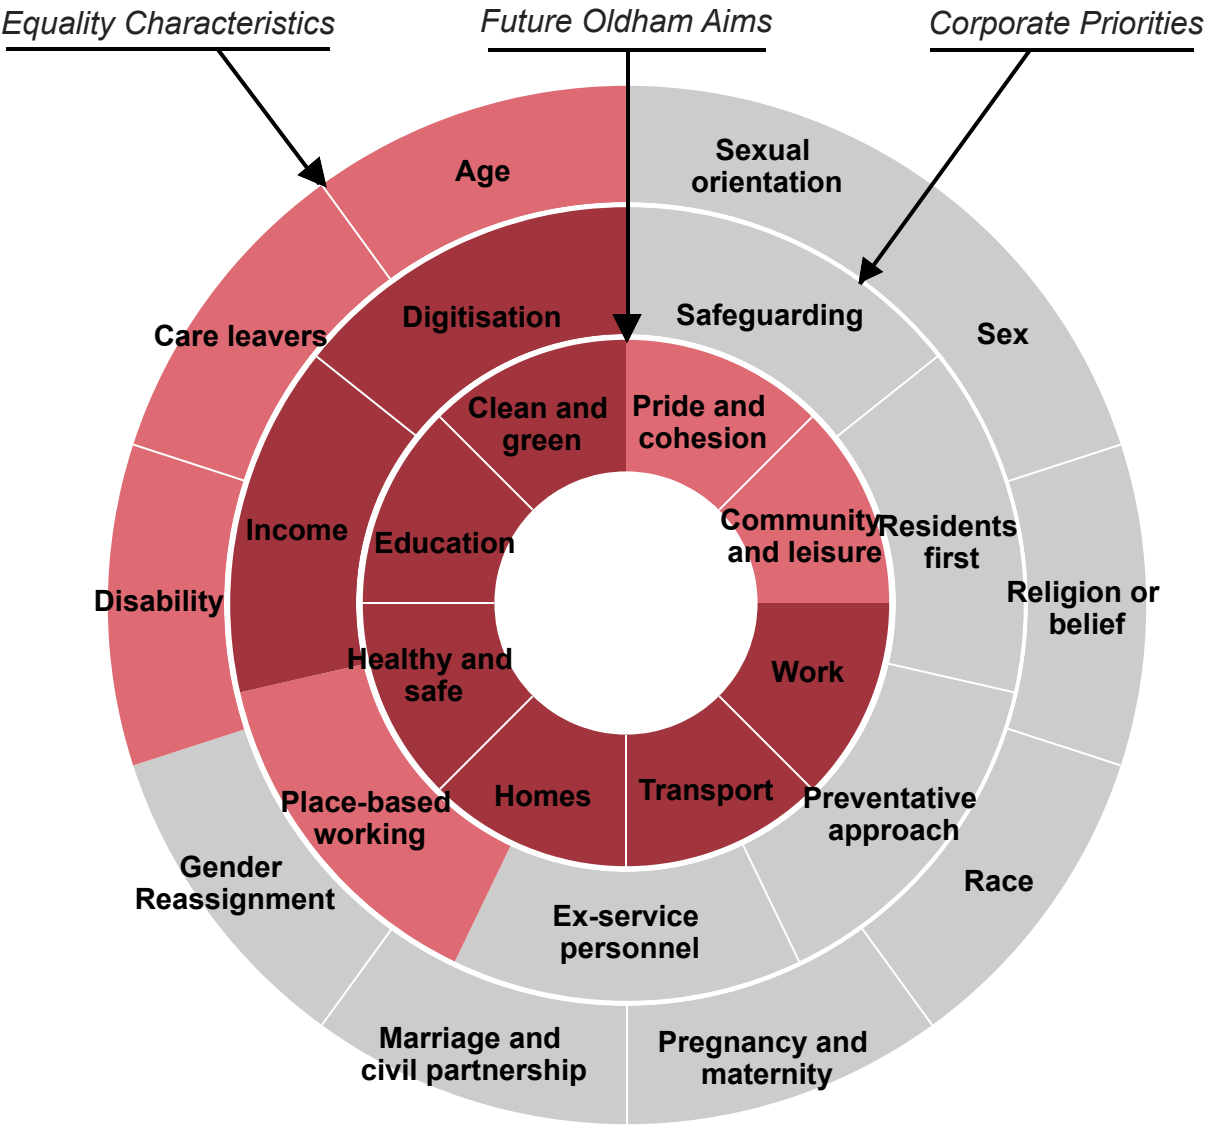 Equality Characteristics
Future Oldham Aims
Corporate Priorities
Age
Sexual
orientation
Care leavers
Digitisation
Safeguarding
Sex
Clean and
green
Pride and
cohesion
Income
Education
Community
and leisure
Residents
first
Disability
Religion or
belief
Healthy and
safe
Work
Place-based
working
Homes
Transport
Preventative
approach
Gender
Reassignment
Race
Ex-service
personnel
Marriage and
civil partnership
Pregnancy and
maternity